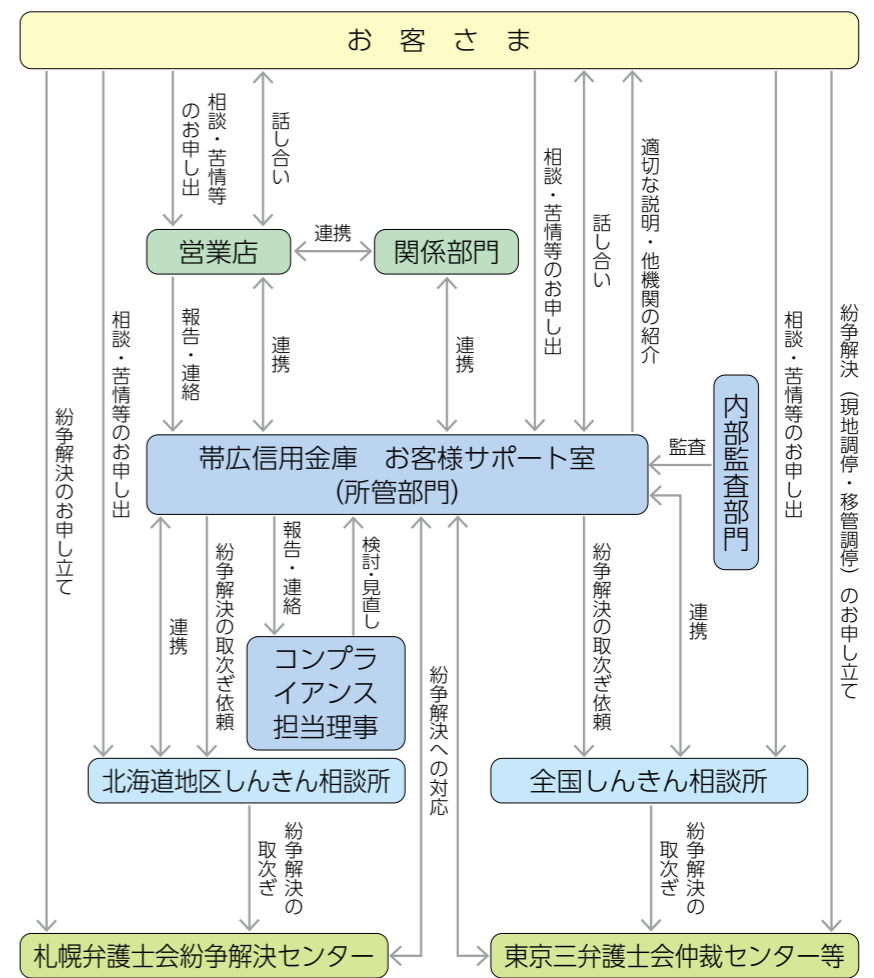 お客さま
相談・苦情等
のお申し出
話し合い
相談・苦情等のお申し出
話し合い
適切な説明・他機関の紹介
営業店
連携
関係部門
報告・連絡
連携
連携
紛争解決のお申し立て
相談・苦情等のお申し出
相談・苦情等のお申し出
紛争解決（現地調停・移管調停）のお申し立て
内部監査部門
監査
帯広信用金庫　お客様サポート室
（所管部門）
連携
紛争解決の取次ぎ依頼
報告・連絡
検討・見直し
コンプラ
イアンス
担当理事
紛争解決への対応
紛争解決の取次ぎ依頼
連携
北海道地区しんきん相談所
全国しんきん相談所
紛争解決の
取次ぎ
紛争解決の
取次ぎ
札幌弁護士会紛争解決センター
東京三弁護士会仲裁センター等